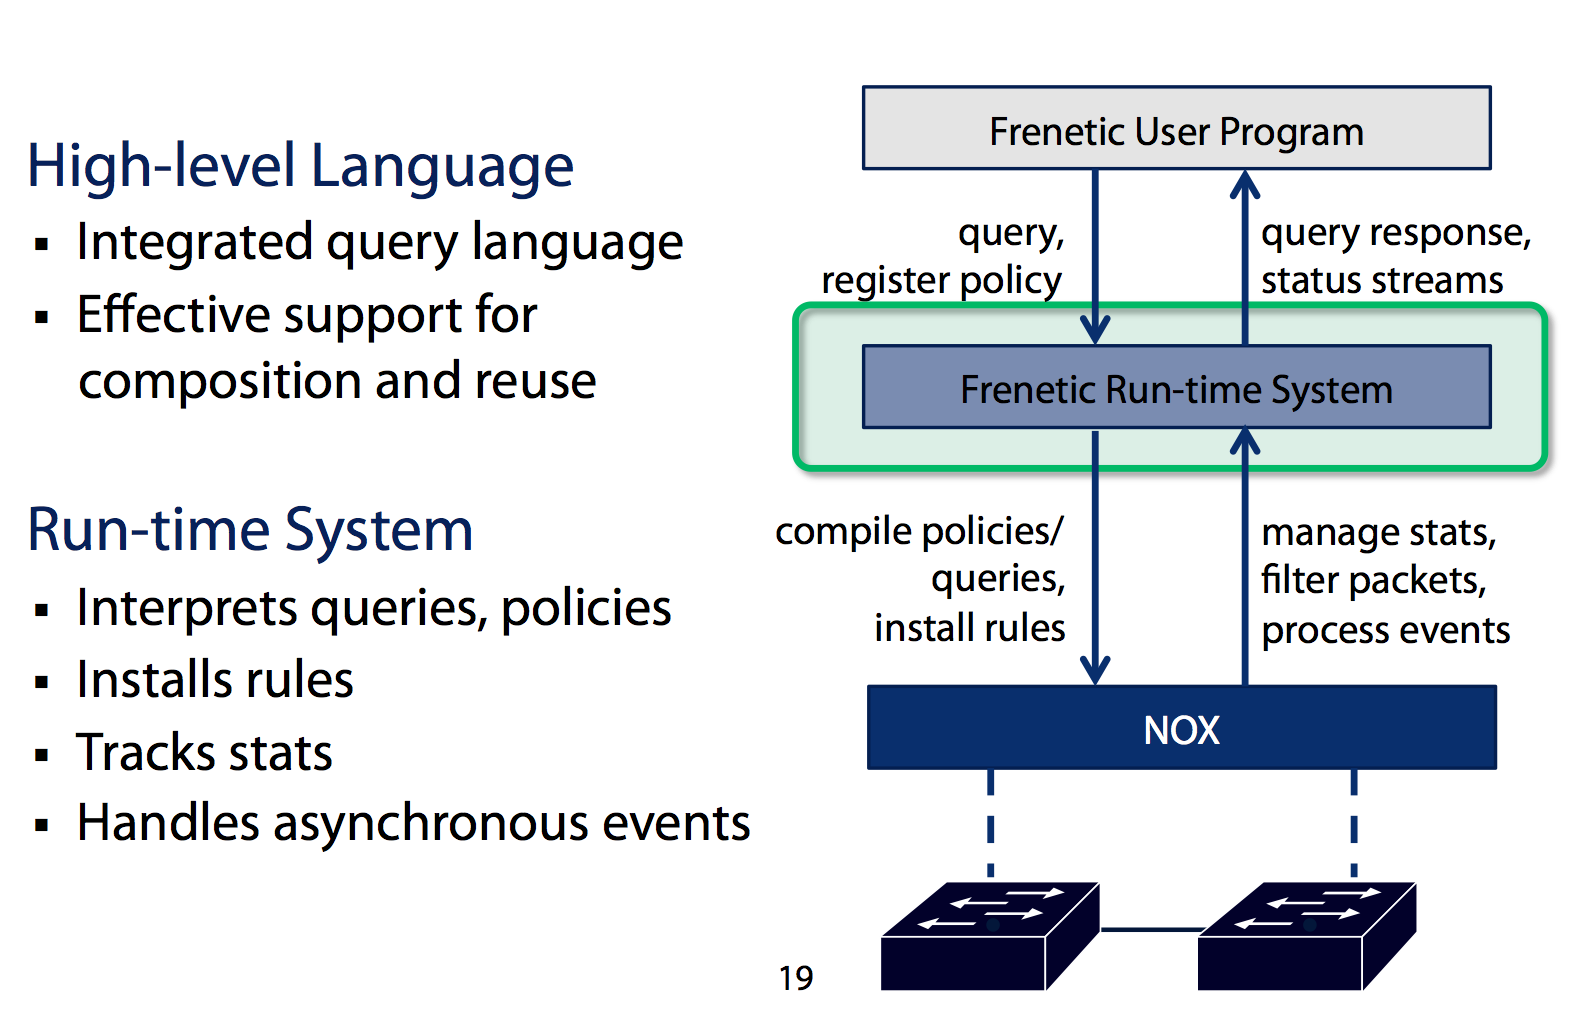 High-level Language
▪ Integrated query language
▪ Effective support for
composition and reuse
Run-time System
▪ Interprets queries, policies
▪ Installs rules
▪ Tracks stats
▪ Handles asynchronous events
Frenetic User Program
query,
register policy
query response,
status streams
Frenetic Run-time System
compile policies/
queries,
install rules
manage stats,
filter packets,
process events
NOX
19